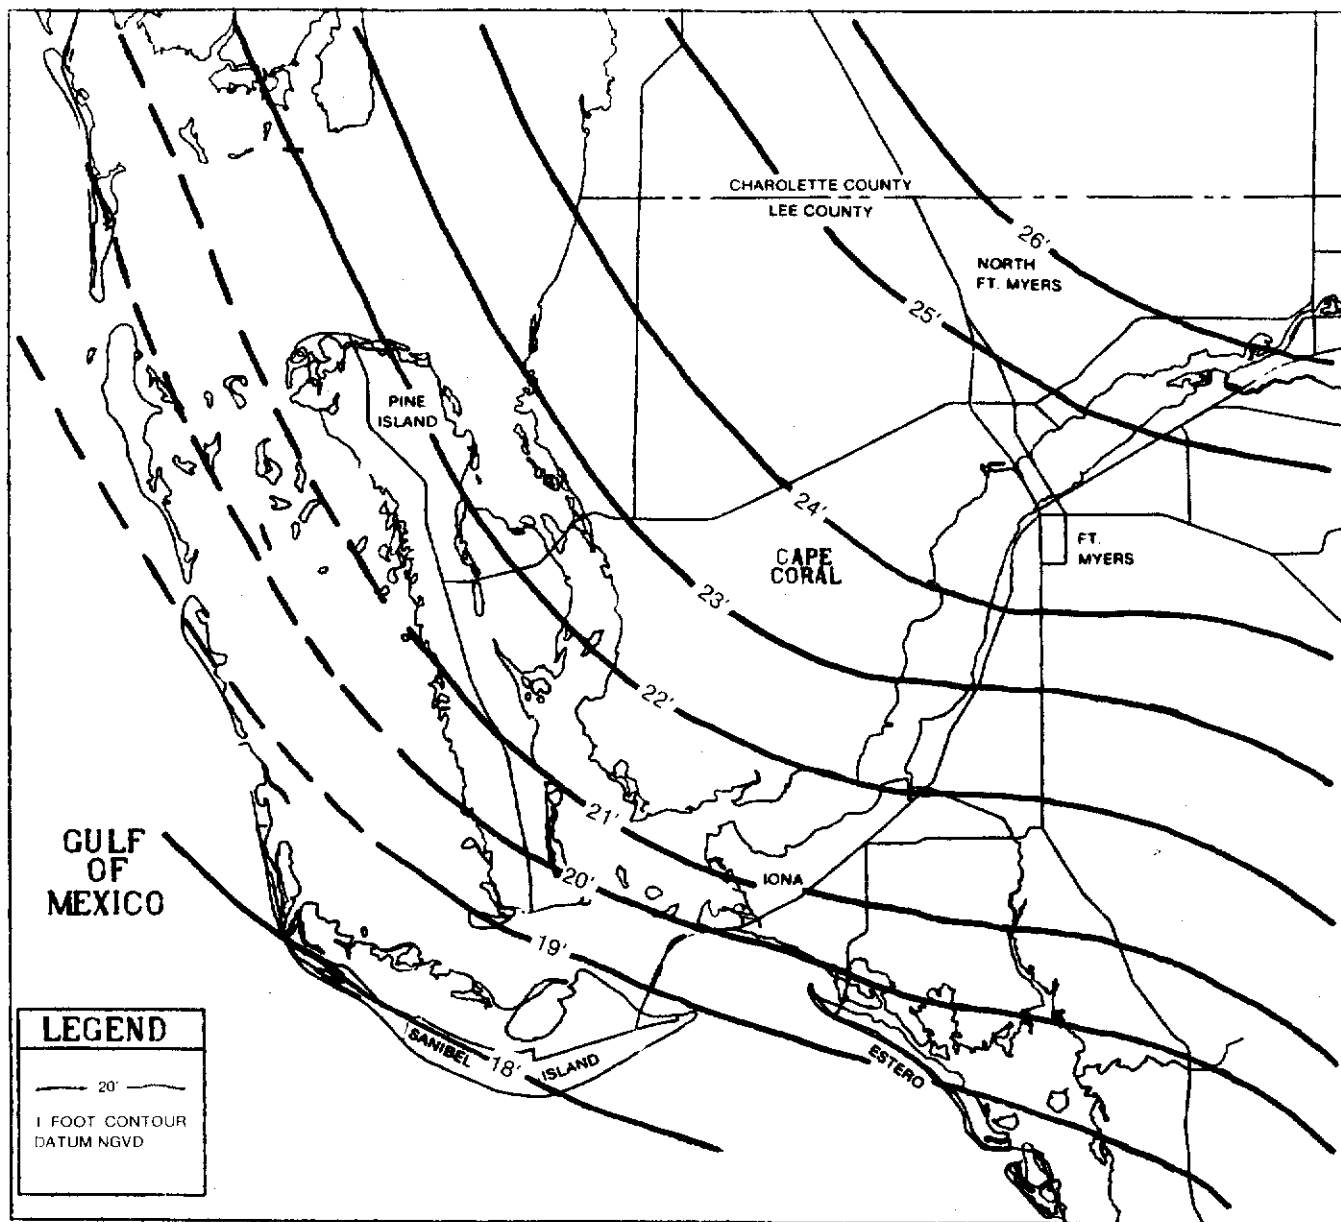 CHAROLETTE COUNTY
LEE COUNTY
26'
NORTH
FT. MYERS
25'
PINE
ISLAND
24'
CAPE
CORAL
FT.
MYERS
23'
22'
21'
GULF
OF
MEXICO
20'
IONA
19'
SANIBEL
18'
ISLAND
ESTERO
LEGEND
20'
1 FOOT CONTOUR
DATUM NGVD